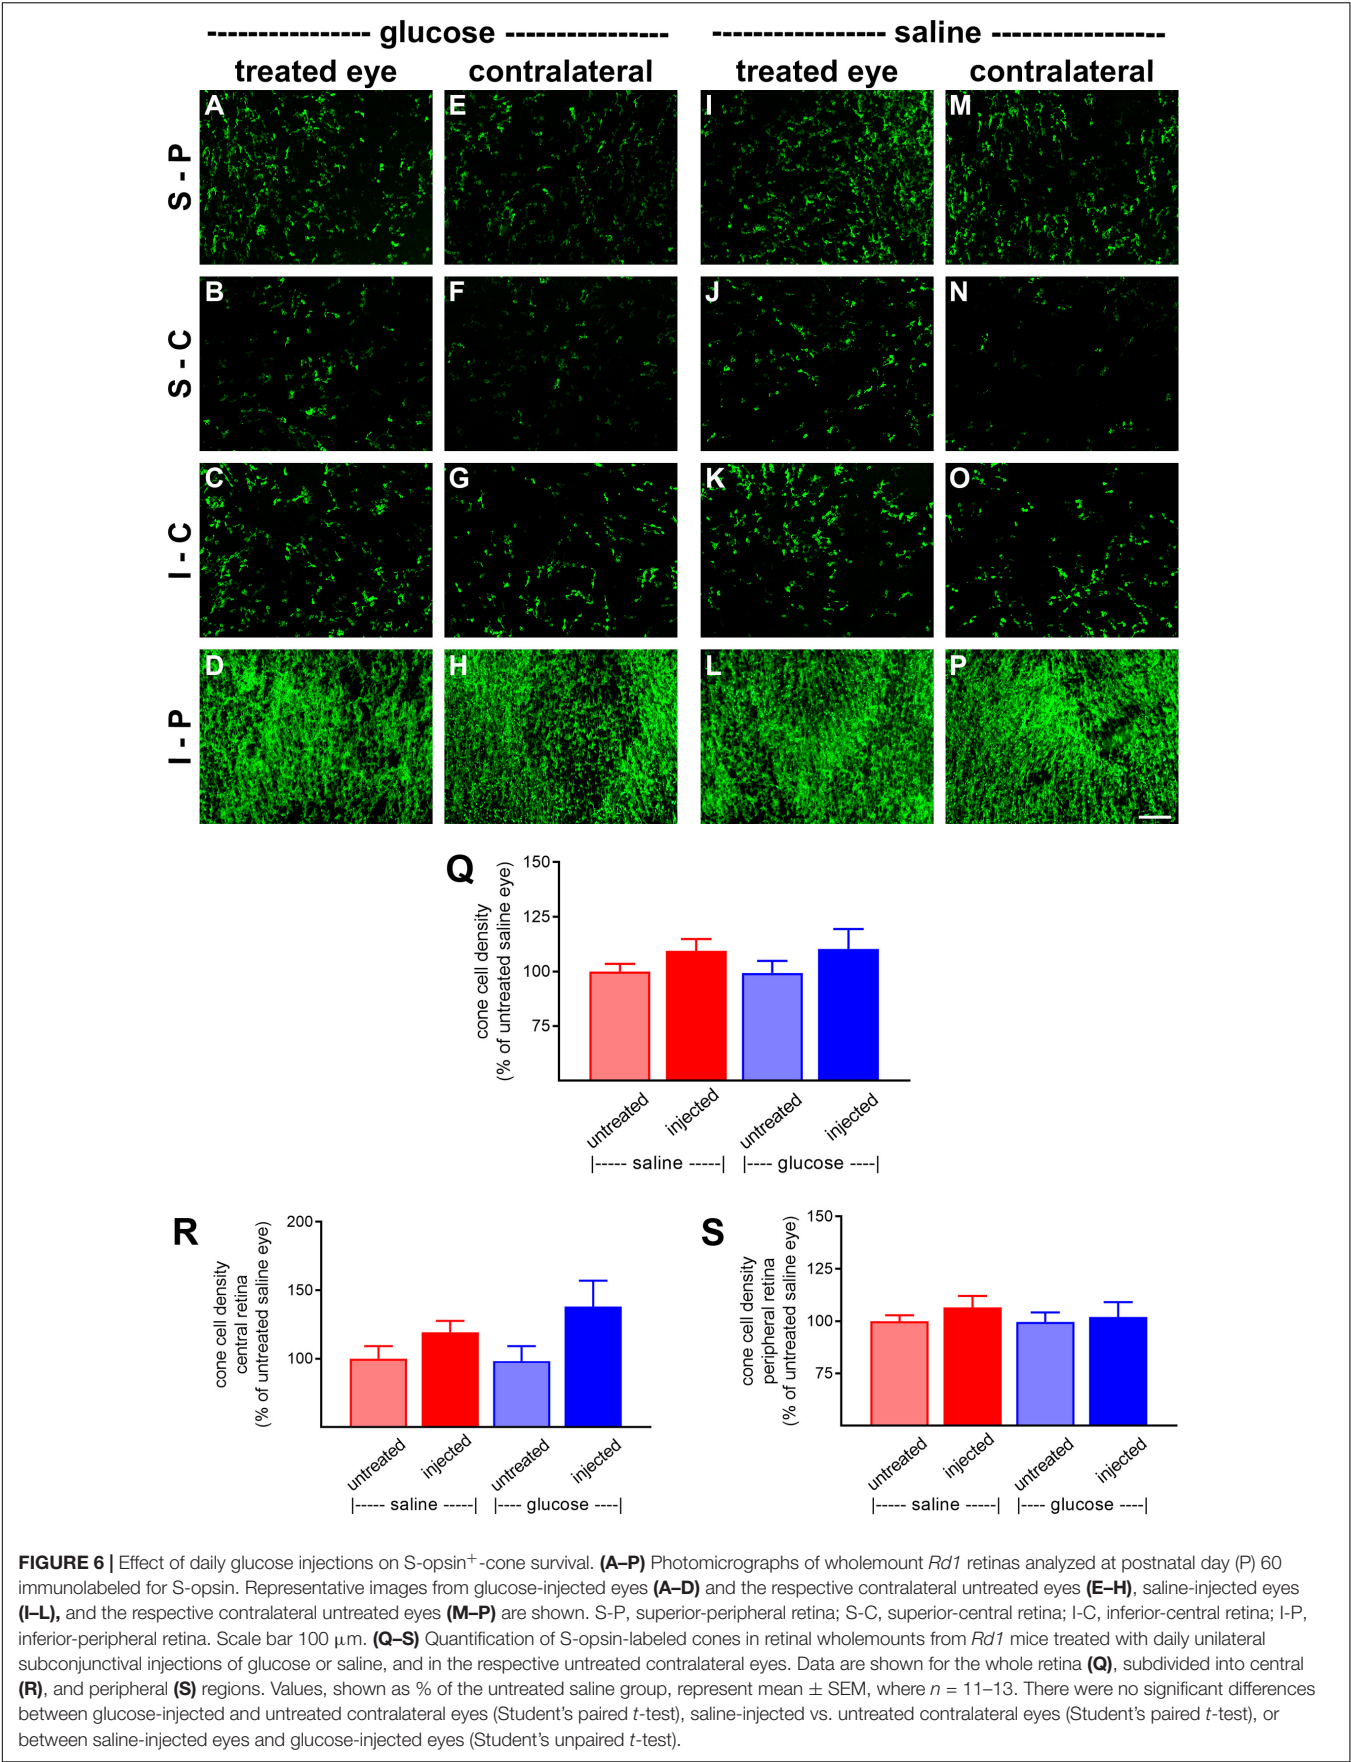 ---------------- glucose ---------------- ----------------- saline -----------------
treated eye contralateral treated eye contralateral
S - P A E I M
S - C B F J N
I - C C G K O
I - P D H L P
Q
cone cell density
(% of untreated saline eye)
150
125
100
75
untreated injected untreated injected
|----- saline -----| |---- glucose ----|
R
cone cell density
central retina
(% of untreated saline eye)
200
150
100
untreated injected untreated injected
|----- saline -----| |---- glucose ----|
S
cone cell density
peripheral retina
(% of untreated saline eye)
150
125
100
75
untreated injected untreated injected
|----- saline -----| |---- glucose ----|
FIGURE 6 | Effect of daily glucose injections on S-opsin+-cone survival. (A–P) Photomicrographs of wholemount Rd1 retinas analyzed at postnatal day (P) 60
immunolabeled for S-opsin. Representative images from glucose-injected eyes (A–D) and the respective contralateral untreated eyes (E–H), saline-injected eyes
(I–L), and the respective contralateral untreated eyes (M–P) are shown. S-P, superior-peripheral retina; S-C, superior-central retina; I-C, inferior-central retina; I-P,
inferior-peripheral retina. Scale bar 100 μm. (Q–S) Quantification of S-opsin-labeled cones in retinal wholemounts from Rd1 mice treated with daily unilateral
subconjunctival injections of glucose or saline, and in the respective untreated contralateral eyes. Data are shown for the whole retina (Q), subdivided into central
(R), and peripheral (S) regions. Values, shown as % of the untreated saline group, represent mean ± SEM, where n = 11–13. There were no significant differences
between glucose-injected and untreated contralateral eyes (Student's paired t-test), saline-injected vs. untreated contralateral eyes (Student's paired t-test), or
between saline-injected eyes and glucose-injected eyes (Student's unpaired t-test).